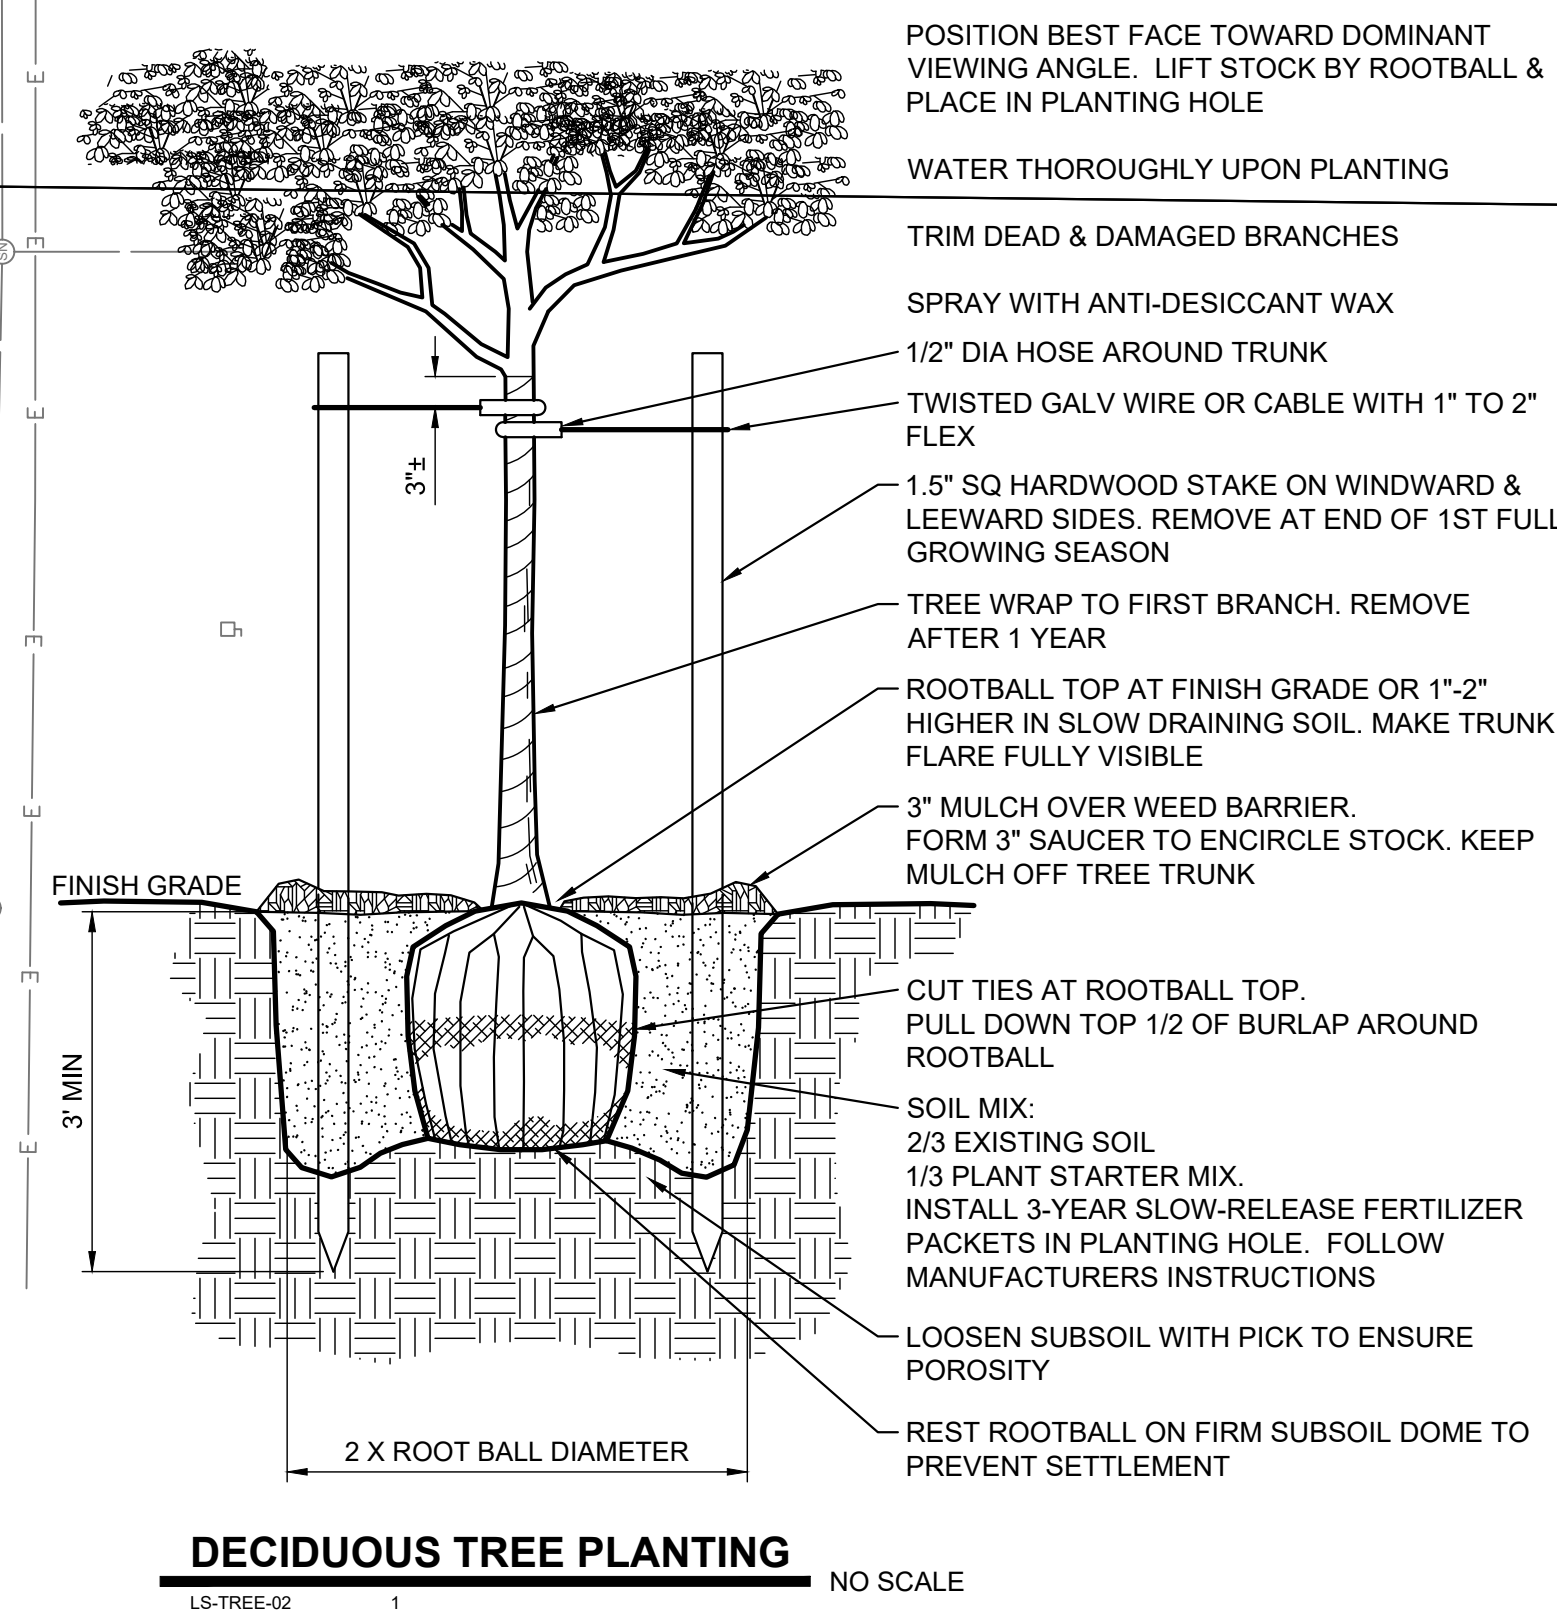 POSITION BEST FACE TOWARD DOMINANT
VIEWING ANGLE.  LIFT STOCK BY ROOTBALL &
PLACE IN PLANTING HOLE
WATER THOROUGHLY UPON PLANTING
TRIM DEAD & DAMAGED BRANCHES
SPRAY WITH ANTI-DESICCANT WAX
1/2" DIA HOSE AROUND TRUNK
TWISTED GALV WIRE OR CABLE WITH 1" TO 2"
FLEX
1.5" SQ HARDWOOD STAKE ON WINDWARD &
LEEWARD SIDES. REMOVE AT END OF 1ST FULL
GROWING SEASON
TREE WRAP TO FIRST BRANCH. REMOVE
AFTER 1 YEAR
ROOTBALL TOP AT FINISH GRADE OR 1"-2"
HIGHER IN SLOW DRAINING SOIL. MAKE TRUNK
FLARE FULLY VISIBLE
3" MULCH OVER WEED BARRIER.
FORM 3" SAUCER TO ENCIRCLE STOCK. KEEP
MULCH OFF TREE TRUNK
CUT TIES AT ROOTBALL TOP.
PULL DOWN TOP 1/2 OF BURLAP AROUND
ROOTBALL
SOIL MIX:
2/3 EXISTING SOIL
1/3 PLANT STARTER MIX.
INSTALL 3-YEAR SLOW-RELEASE FERTILIZER
PACKETS IN PLANTING HOLE.  FOLLOW
MANUFACTURERS INSTRUCTIONS
LOOSEN SUBSOIL WITH PICK TO ENSURE
POROSITY
REST ROOTBALL ON FIRM SUBSOIL DOME TO
PREVENT SETTLEMENT
3"±
FINISH GRADE
3' MIN
2 X ROOT BALL DIAMETER
E
E
E
E
E
E
E
SN
DECIDUOUS TREE PLANTING
NO SCALE
LS-TREE-02 1